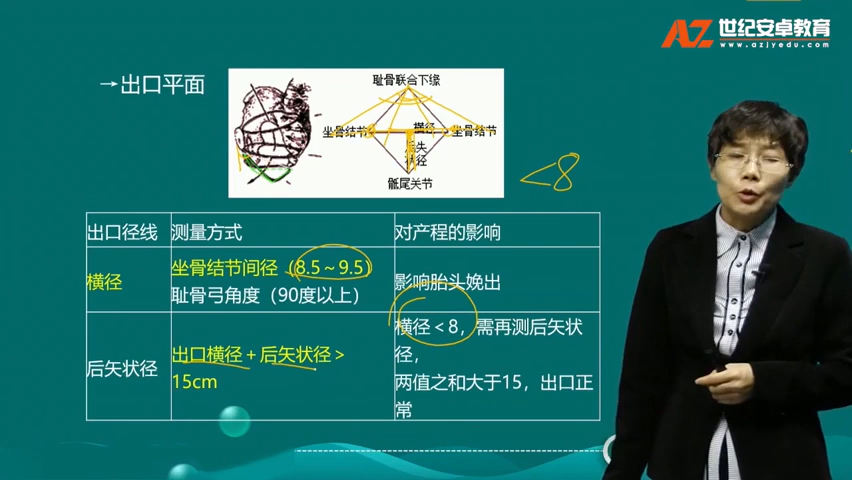 AZ 世纪安卓教育
www.azjyedu.com
→出口平面
耻骨联合下缘
坐骨结节 横径 坐骨结节
后矢
状径
骶尾关节
<8
出口径线 测量方式 对产程的影响
横径 坐骨结节间径（8.5～9.5）
耻骨弓角度（90度以上） 影响胎头娩出
后矢状径 出口横径＋后矢状径＞
15cm
横径＜8，需再测后矢状
径，
两值之和大于15，出口正
常